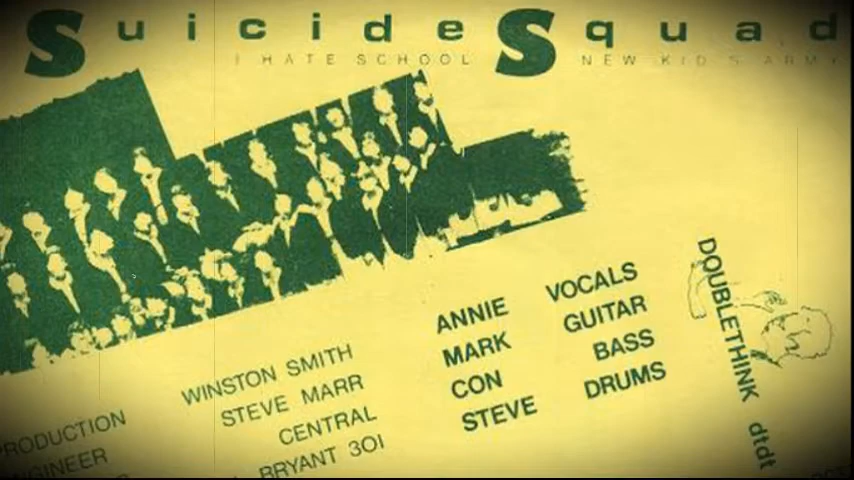 Suicide Squad
I HATE SCHOOL NEW KID'S ARMY
ANNIE VOCALS
MARK GUITAR
CON BASS
STEVE DRUMS
WINSTON SMITH
PRODUCTION STEVE MARR
ENGINEER CENTRAL
BRYANT 301
DOUBLETHINK dtdt